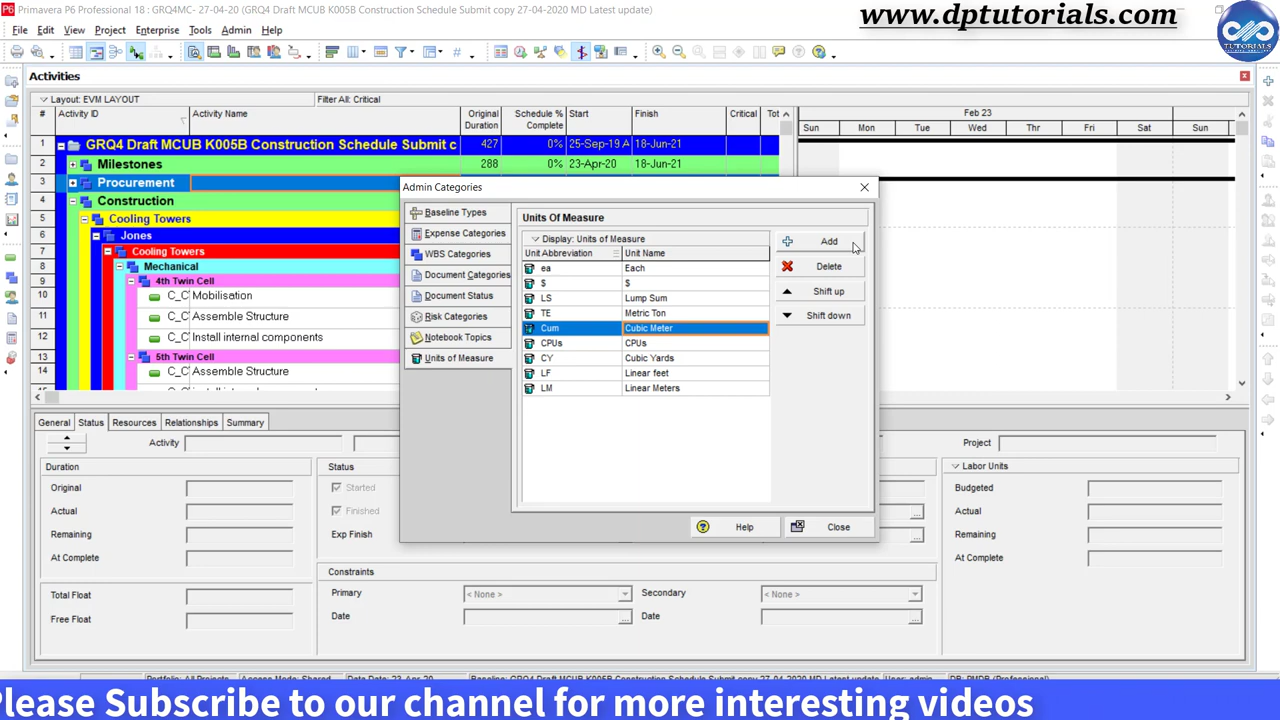 Primavera P6 Professional 18 : GRQ4MC- 27-04-20 (GRQ4 Draft MCUB K005B Construction Schedule Submit copy 27-04-2020 MD Latest update)
www.dptutorials.com
TUTORIALS
File Edit View Project Enterprise Tools Admin Help
Activities
Layout: EVM LAYOUT Filter All: Critical
# Activity ID Activity Name Original Duration Schedule % Complete Start Finish Critical Tot
Feb 23
Sun Mon Tue Wed Thr Fri Sat Sun
1 GRQ4 Draft MCUB K005B Construction Schedule Submit c 427 0% 25-Sep-19 A 18-Jun-21
2 Milestones 288 0% 23-Apr-20 18-Jun-21
3 Procurement
4 Construction
5 Cooling Towers
6 Jones
7 Cooling Towers
8 Mechanical
9 4th Twin Cell
10 C_C Mobilisation
11 C_C Assemble Structure
12 C_C Install internal components
13 5th Twin Cell
14 C_C Assemble Structure
Admin Categories
Baseline Types
Expense Categories
WBS Categories
Document Categories
Document Status
Risk Categories
Notebook Topics
Units of Measure
Units Of Measure
Display: Units of Measure
Unit Abbreviation Unit Name
ea Each
$ $
LS Lump Sum
TE Metric Ton
Cum Cubic Meter
CPUs CPUs
CY Cubic Yards
LF Linear feet
LM Linear Meters
Add
Delete
Shift up
Shift down
Help Close
General Status Resources Relationships Summary
Activity Project
Duration
Original
Actual
Remaining
At Complete
Total Float
Free Float
Status
Started
Finished
Exp Finish
Constraints
Primary < None > Secondary < None >
Date Date
Labor Units
Budgeted
Actual
Remaining
At Complete
Please Subscribe to our channel for more interesting videos